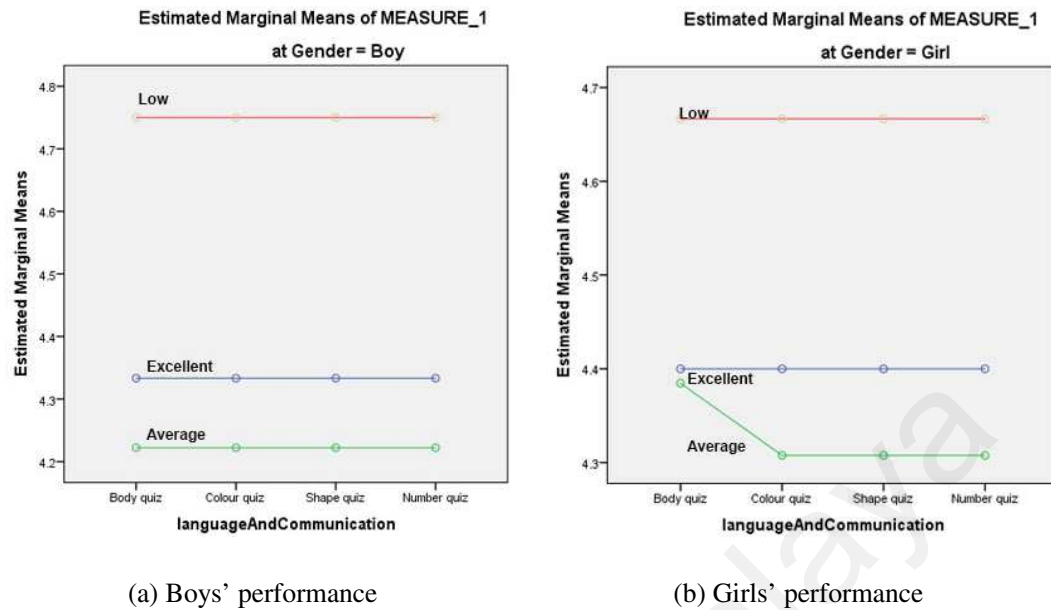 Estimated Marginal Means of MEASURE_1
at Gender = Boy
Estimated Marginal Means
4.8
4.7
4.6
4.5
4.4
4.3
4.2
Low
Excellent
Average
Body quiz Colour quiz Shape quiz Number quiz
languageAndCommunication
(a) Boys’ performance
Estimated Marginal Means of MEASURE_1
at Gender = Girl
Estimated Marginal Means
4.7
4.6
4.5
4.4
4.3
Low
Excellent
Average
Body quiz Colour quiz Shape quiz Number quiz
languageAndCommunication
(b) Girls’ performance
laya